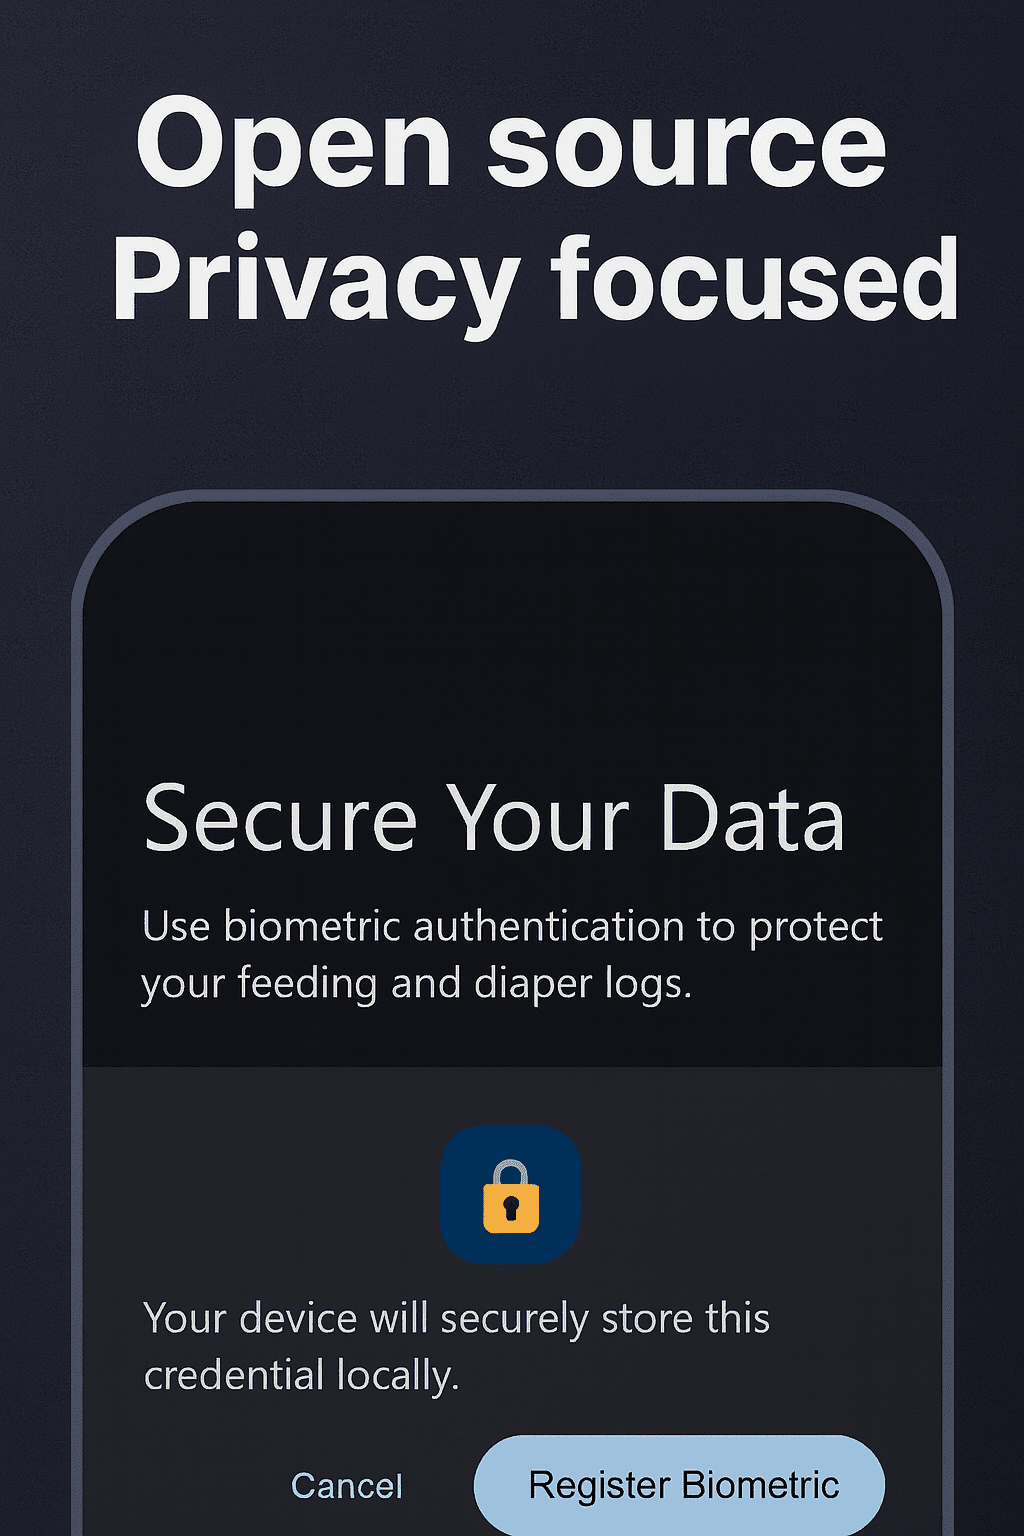 Open source
Privacy focused
Secure Your Data
Use biometric authentication to protect
your feeding and diaper logs.
Your device will securely store this
credential locally.
Cancel
Register Biometric